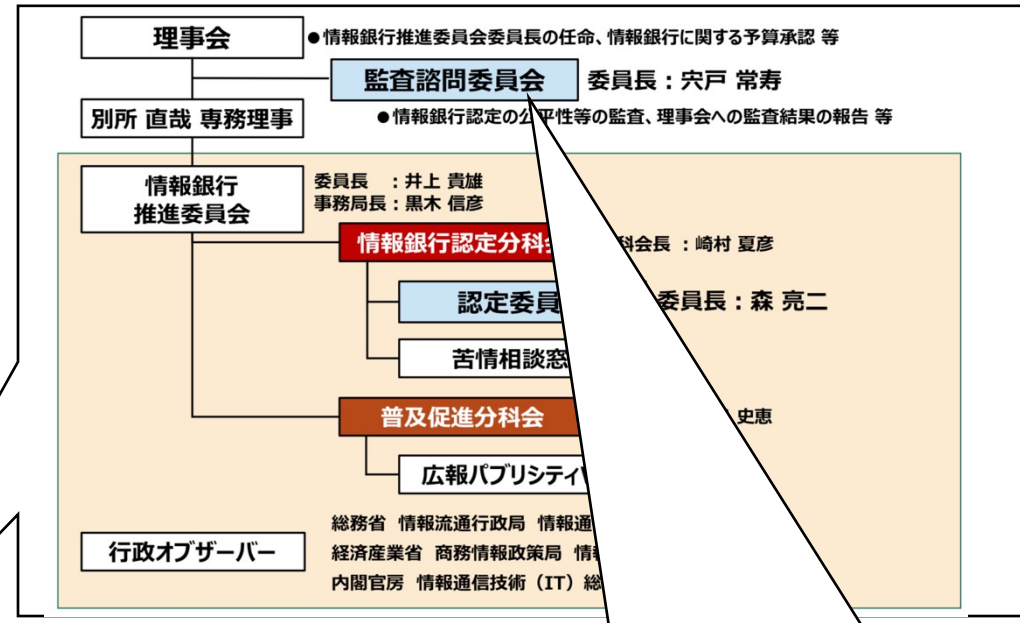 理事会
●情報銀行推進委員会委員長の任命、情報銀行に関する予算承認 等
監査諮問委員会 委員長：宍戸 常寿
●情報銀行認定の公平性等の監査、理事会への監査結果の報告 等
別所 直哉 専務理事
情報銀行
推進委員会
委員長 ：井上 貴雄
事務局長：黒木 信彦
情報銀行認定分科会
科会長 ：崎村 夏彦
認定委員
委員長：森 亮二
苦情相談窓
普及促進分科会
史恵
広報パブリシティ
行政オブザーバー
総務省 情報流通行政局 情報通
経済産業省 商務情報政策局 情報
内閣官房 情報通信技術（IT）総